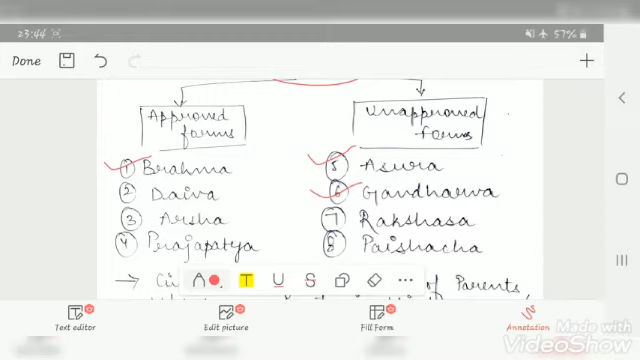 23:44
57%
Done
Approved forms
Unapproved forms
① Brahma
② Daiva
③ Arsha
④ Perajapatya
⑤ Asura
⑥ Gandharva
⑦ Rakshasa
⑧ Paishacha
→ of Parents,
A T U S
Text editor
Edit picture
Fill Form
Annotation
Made with
VideoShow